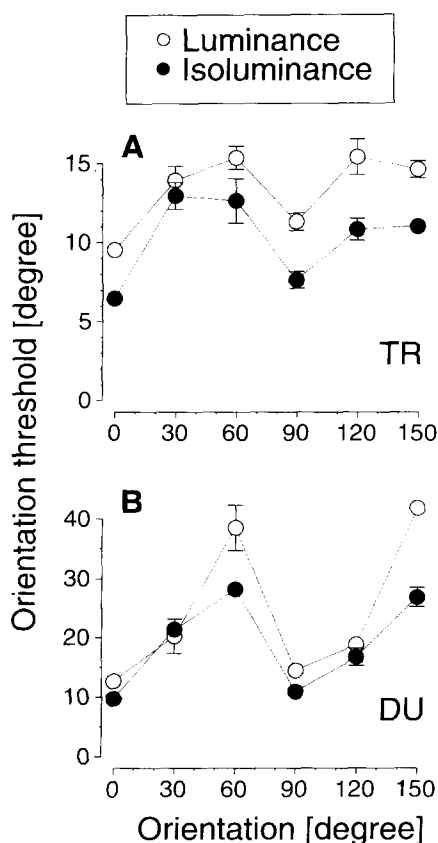 Luminance
Isoluminance
A
15
10
5
0
TR
0 30 60 90 120 150
B
40
30
20
10
0
DU
0 30 60 90 120 150
Orientation threshold [degree]
Orientation [degree]